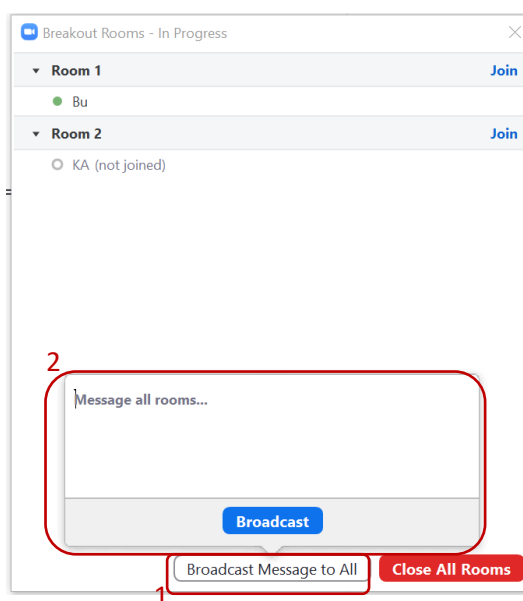 Breakout Rooms - In Progress
Room 1
Join
Bu
Room 2
Join
KA (not joined)
2
Message all rooms...
Broadcast
Broadcast Message to All
Close All Rooms
1